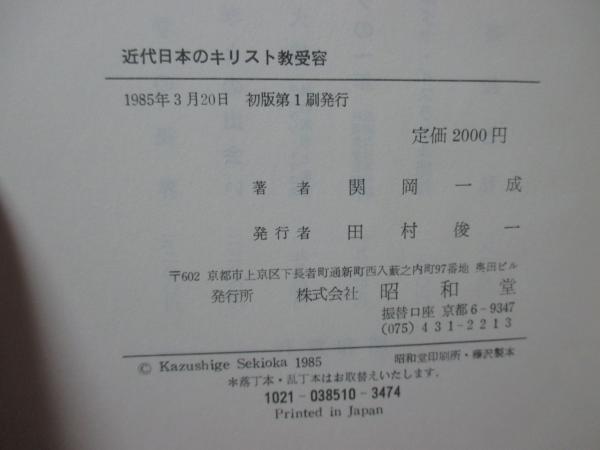 近代日本のキリスト教受容
1985年3月20日 初版第1刷発行
定価 2000円
著者 関岡一成
発行者 田村俊一
〒602 京都市上京区下長者町通新町西入藪之内町97番地 奥田ビル
発行所 株式会社 昭和堂
振替口座 京都6-9347
(075) 431-2213
© Kazushige Sekioka 1985 昭和堂印刷所・藤沢製本
*落丁本・乱丁本はお取替えいたします。
1021-038510-3474
Printed in Japan